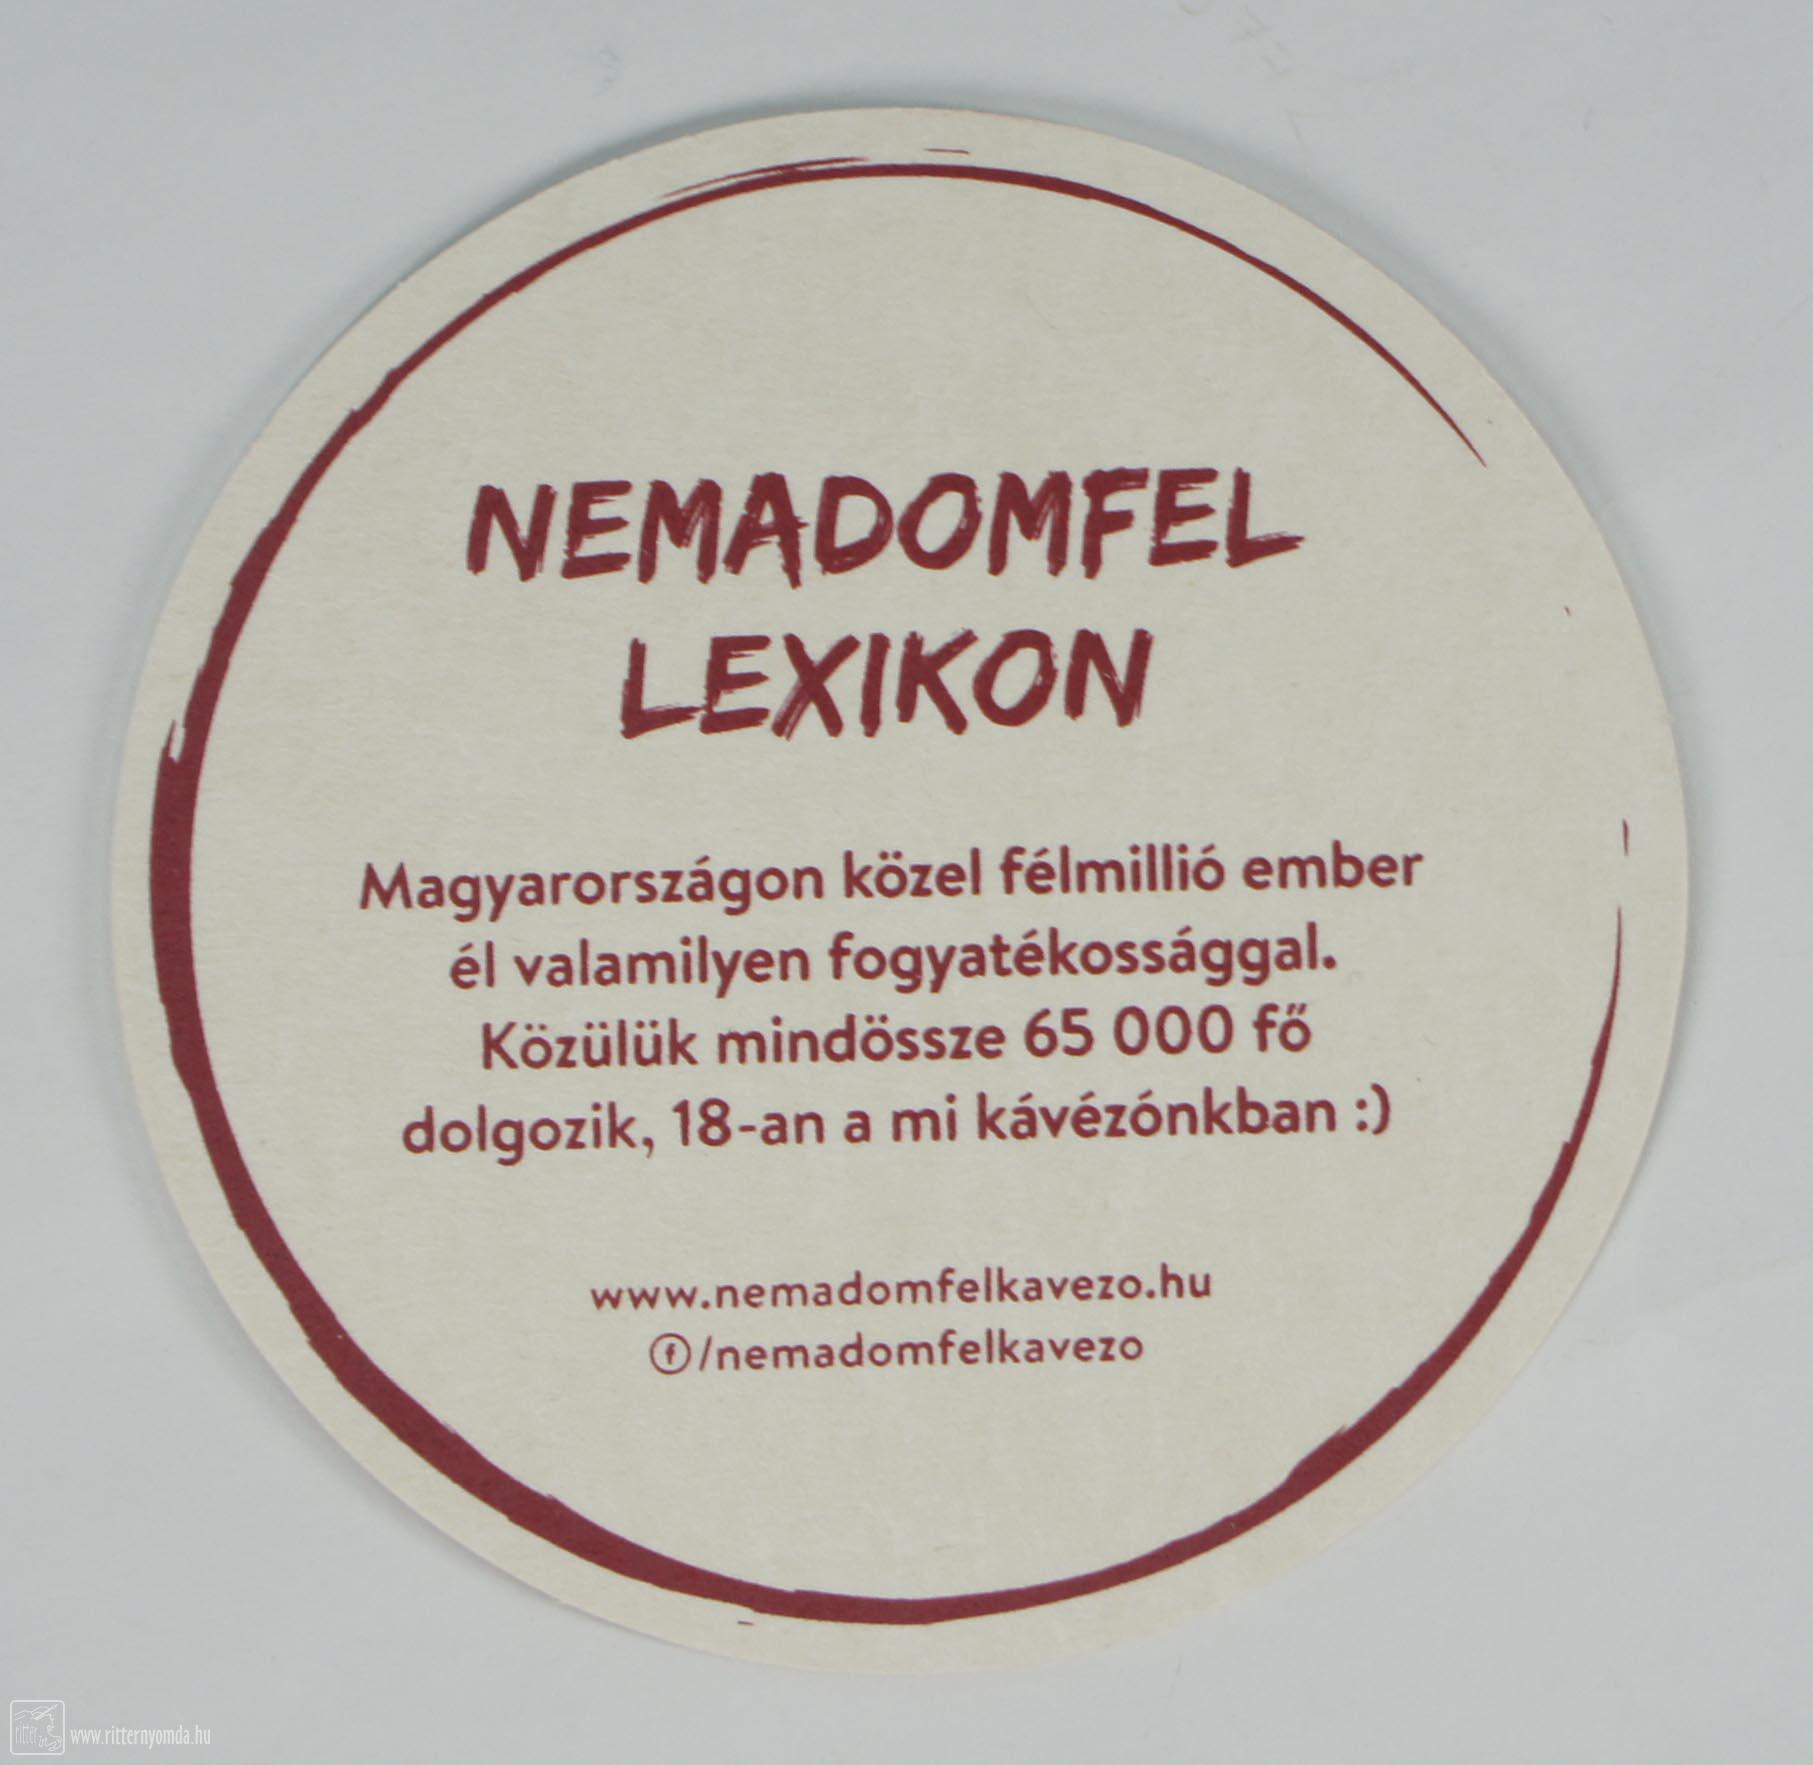 NEMADOMFEL
LEXIKON
Magyarországon közel félmillió ember
él valamilyen fogyatékossággal.
Közülük mindössze 65 000 fő
dolgozik, 18-an a mi kávézónkban :)
www.nemadomfelkavezo.hu
f/nemadomfelkavezo
ritter
www.ritternyomda.hu